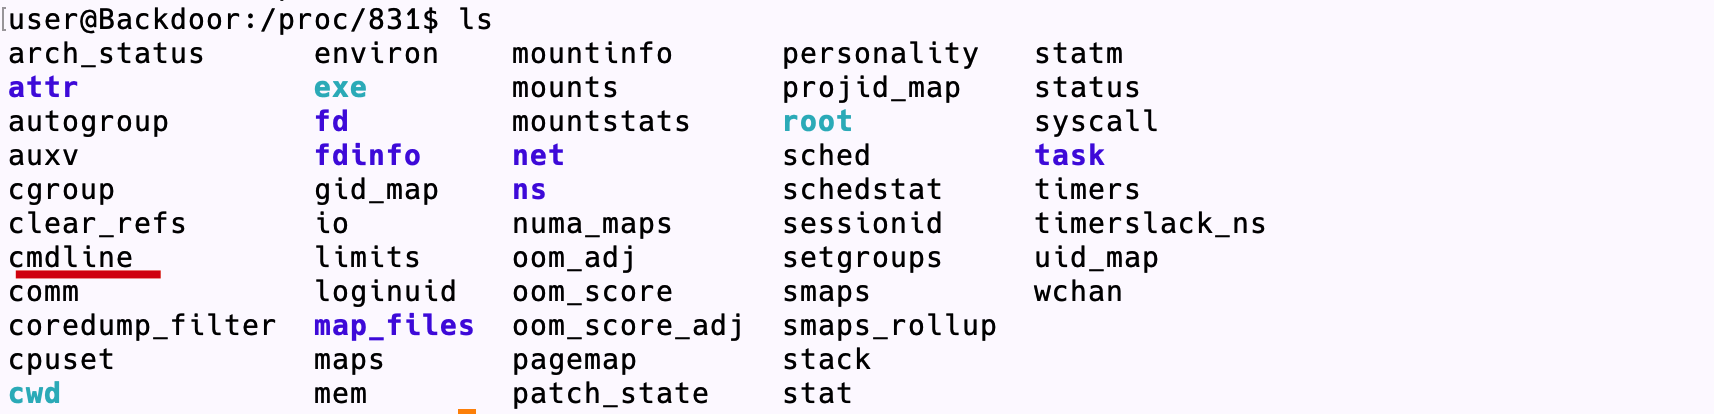 user@Backdoor:/proc/831$ ls
arch_status environ mountinfo personality statm
attr exe mounts projid_map status
autogroup fd mountstats root syscall
auxv fdinfo net sched task
cgroup gid_map ns schedstat timers
clear_refs io numa_maps sessionid timerslack_ns
cmdline limits oom_adj setgroups uid_map
comm loginuid oom_score smaps wchan
coredump_filter map_files oom_score_adj smaps_rollup
cpuset maps pagemap stack
cwd mem patch_state stat